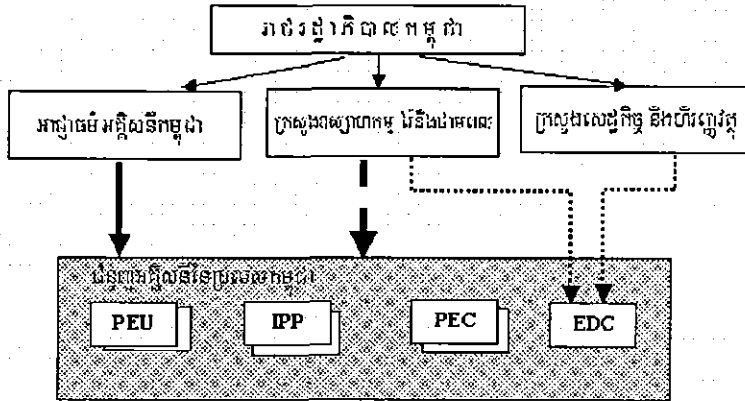 រាជរដ្ឋាភិបាលកម្ពុជា
អាជ្ញាធរអគ្គិសនីកម្ពុជា
ក្រសួងឧស្សាហកម្ម រ៉ែនិងថាមពល
ក្រសួងសេដ្ឋកិច្ច និងហិរញ្ញវត្ថុ
ជំនួញអគ្គិសនីនៃប្រទេសកម្ពុជា
PEU
IPP
PEC
EDC